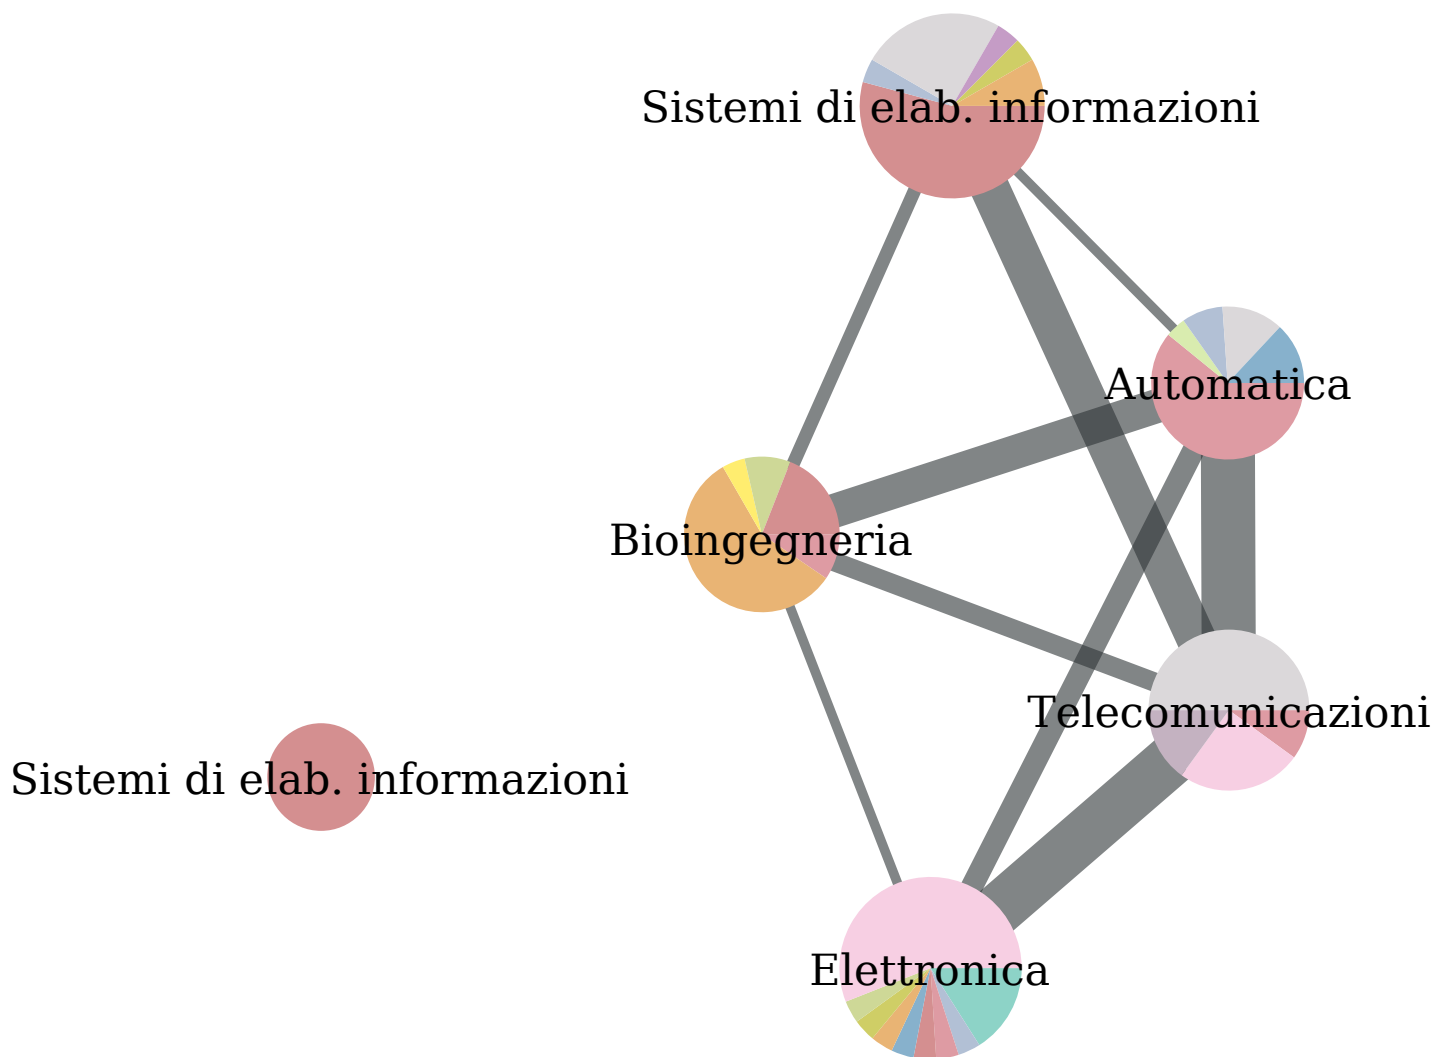 Sistemi di elab. informazioni
Automatica
Bioingegneria
Telecomunicazioni
Sistemi di elab. informazioni
Elettronica